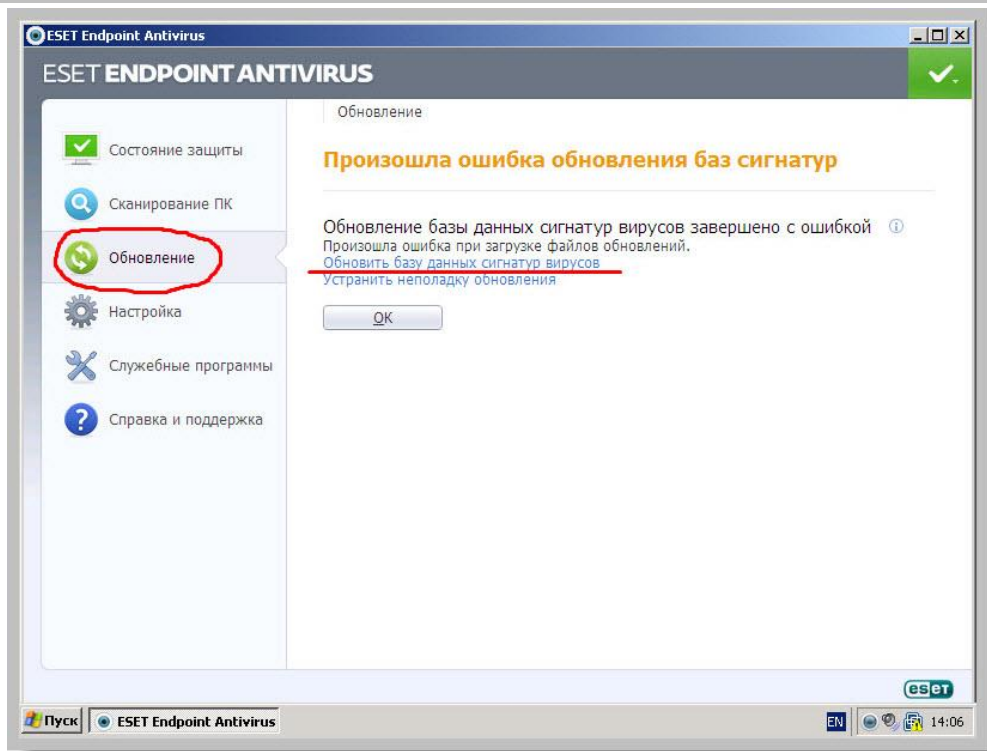 ESET Endpoint Antivirus
ESET ENDPOINT ANTIVIRUS
Обновление
Состояние защиты
Сканирование ПК
Обновление
Настройка
Служебные программы
Справка и поддержка
Произошла ошибка обновления баз сигнатур
Обновление базы данных сигнатур вирусов завершено с ошибкой
Произошла ошибка при загрузке файлов обновлений.
Обновить базу данных сигнатур вирусов
Устранить неполадку обновления
OK
eset
Пуск ESET Endpoint Antivirus EN 14:06